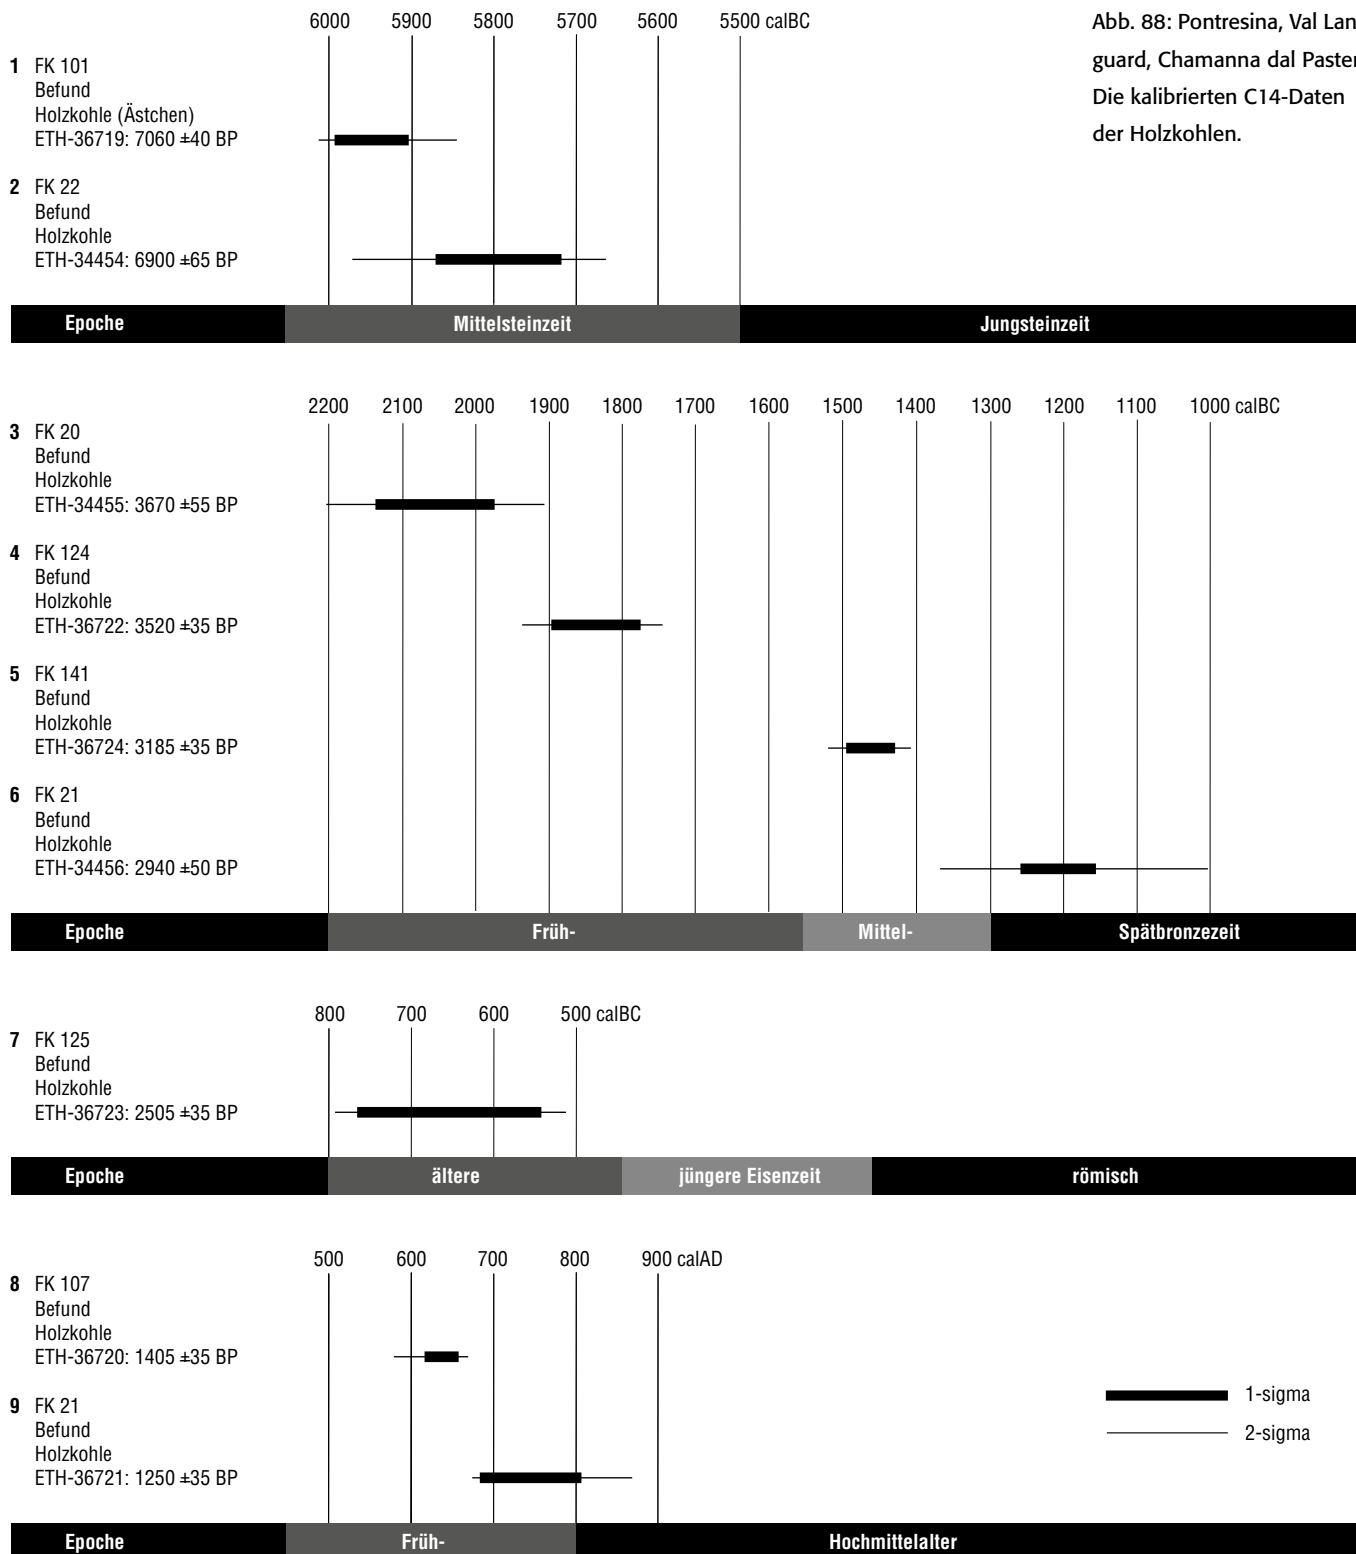 6000 5900 5800 5700 5600 5500 calBC
Abb. 88: Pontresina, Val Lan
guard, Chamanna dal Paster
Die kalibrierten C14-Daten
der Holzkohlen.
1 FK 101
Befund
Holzkohle (Ästchen)
ETH-36719: 7060 ±40 BP
2 FK 22
Befund
Holzkohle
ETH-34454: 6900 ±65 BP
Epoche Mittelsteinzeit Jungsteinzeit
2200 2100 2000 1900 1800 1700 1600 1500 1400 1300 1200 1100 1000 calBC
3 FK 20
Befund
Holzkohle
ETH-34455: 3670 ±55 BP
4 FK 124
Befund
Holzkohle
ETH-36722: 3520 ±35 BP
5 FK 141
Befund
Holzkohle
ETH-36724: 3185 ±35 BP
6 FK 21
Befund
Holzkohle
ETH-34456: 2940 ±50 BP
Epoche Früh- Mittel- Spätbronzezeit
800 700 600 500 calBC
7 FK 125
Befund
Holzkohle
ETH-36723: 2505 ±35 BP
Epoche ältere jüngere Eisenzeit römisch
500 600 700 800 900 calAD
8 FK 107
Befund
Holzkohle
ETH-36720: 1405 ±35 BP
9 FK 21
Befund
Holzkohle
ETH-36721: 1250 ±35 BP
1-sigma
2-sigma
Epoche Früh- Hochmittelalter